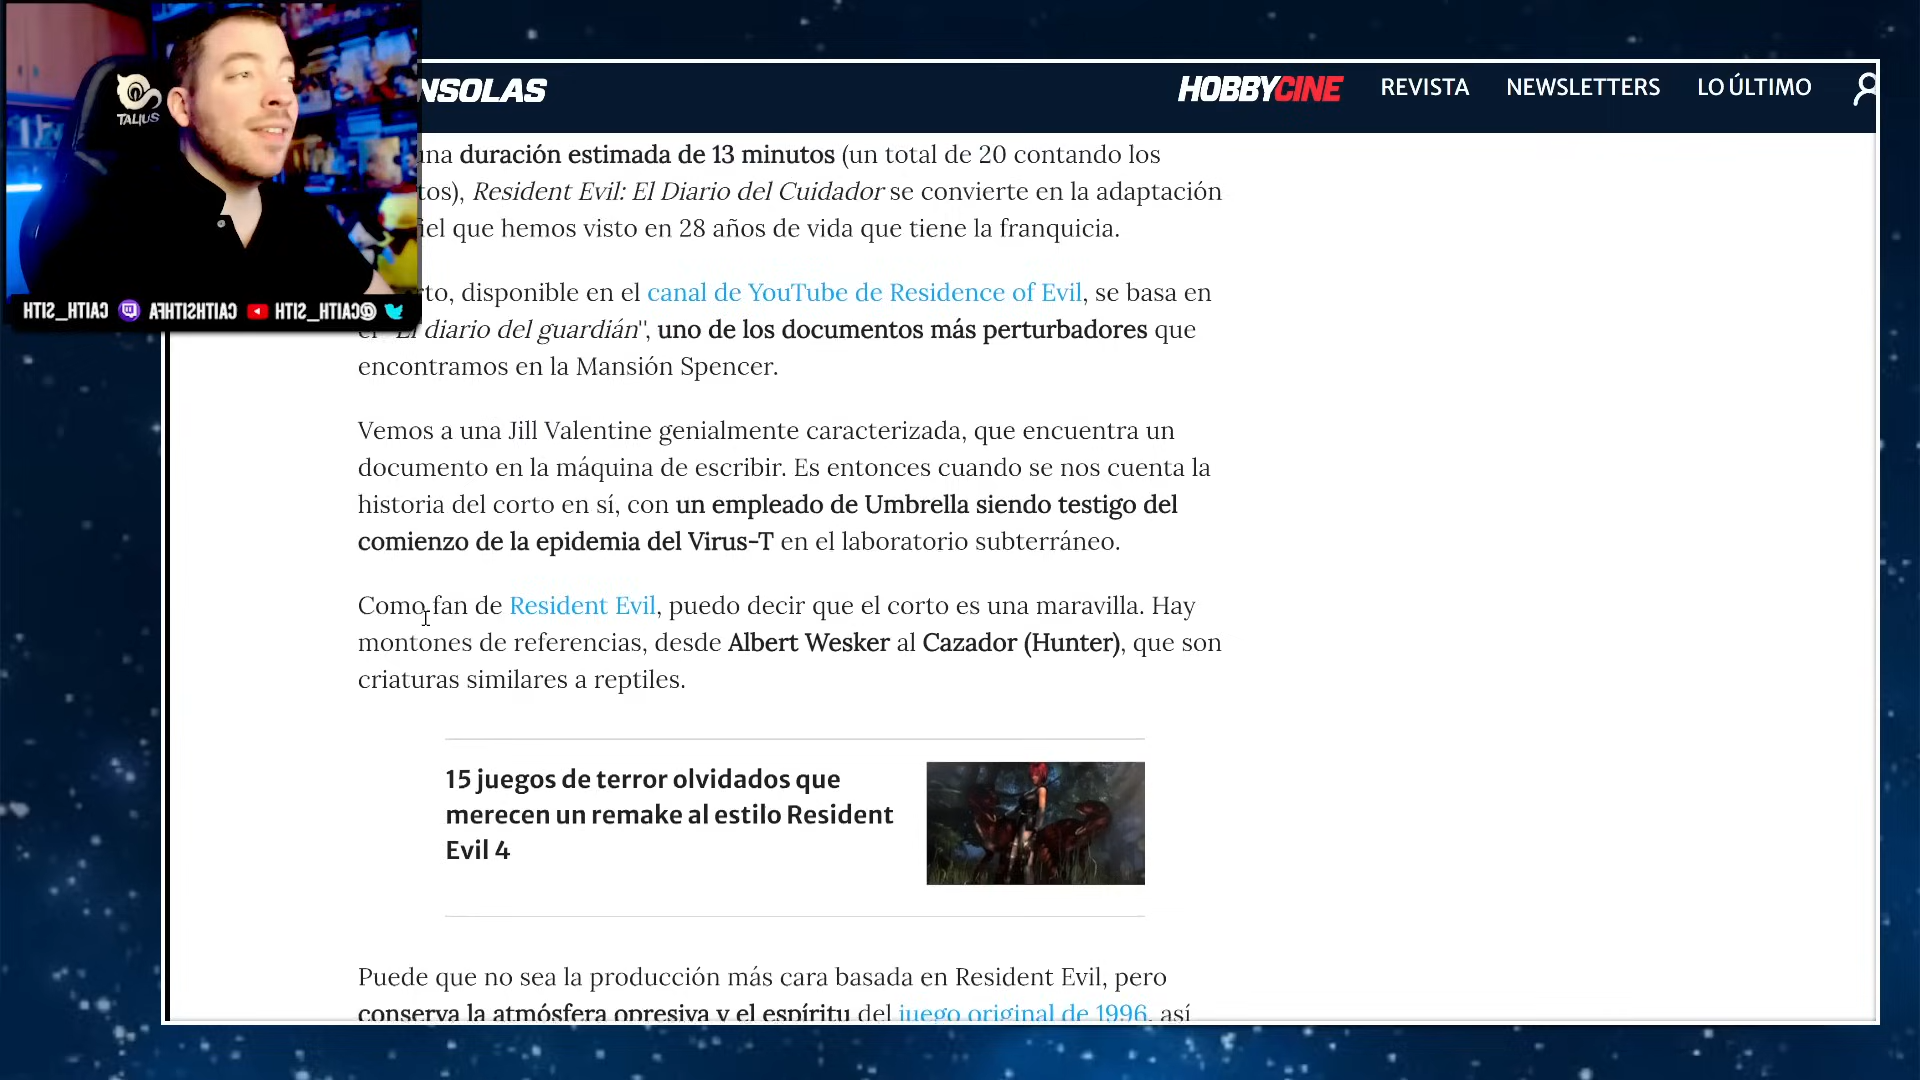 TALIUS
CAITH_SITH CAITHSITHFA @CAITH_SITH
NSOLAS
HOBBYCINE REVISTA NEWSLETTERS LO ÚLTIMO
duración estimada de 13 minutos (un total de 20 contando los
Resident Evil: El Diario del Cuidador se convierte en la adaptación
que hemos visto en 28 años de vida que tiene la franquicia.
disponible en el canal de YouTube de Residence of Evil, se basa en
diario del guardián", uno de los documentos más perturbadores que
encontramos en la Mansión Spencer.
Vemos a una Jill Valentine genialmente caracterizada, que encuentra un
documento en la máquina de escribir. Es entonces cuando se nos cuenta la
historia del corto en sí, con un empleado de Umbrella siendo testigo del
comienzo de la epidemia del Virus-T en el laboratorio subterráneo.
Como fan de Resident Evil, puedo decir que el corto es una maravilla. Hay
montones de referencias, desde Albert Wesker al Cazador (Hunter), que son
criaturas similares a reptiles.
15 juegos de terror olvidados que
merecen un remake al estilo Resident
Evil 4
Puede que no sea la producción más cara basada en Resident Evil, pero
conserva la atmósfera opresiva y el espíritu del juego original de 1996, así